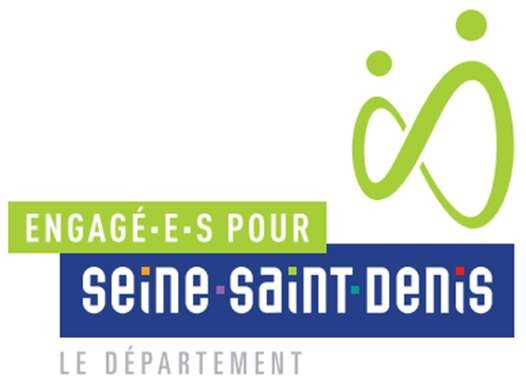 ENGAGÉ·E·S POUR
seine-saint-denis
LE DÉPARTEMENT